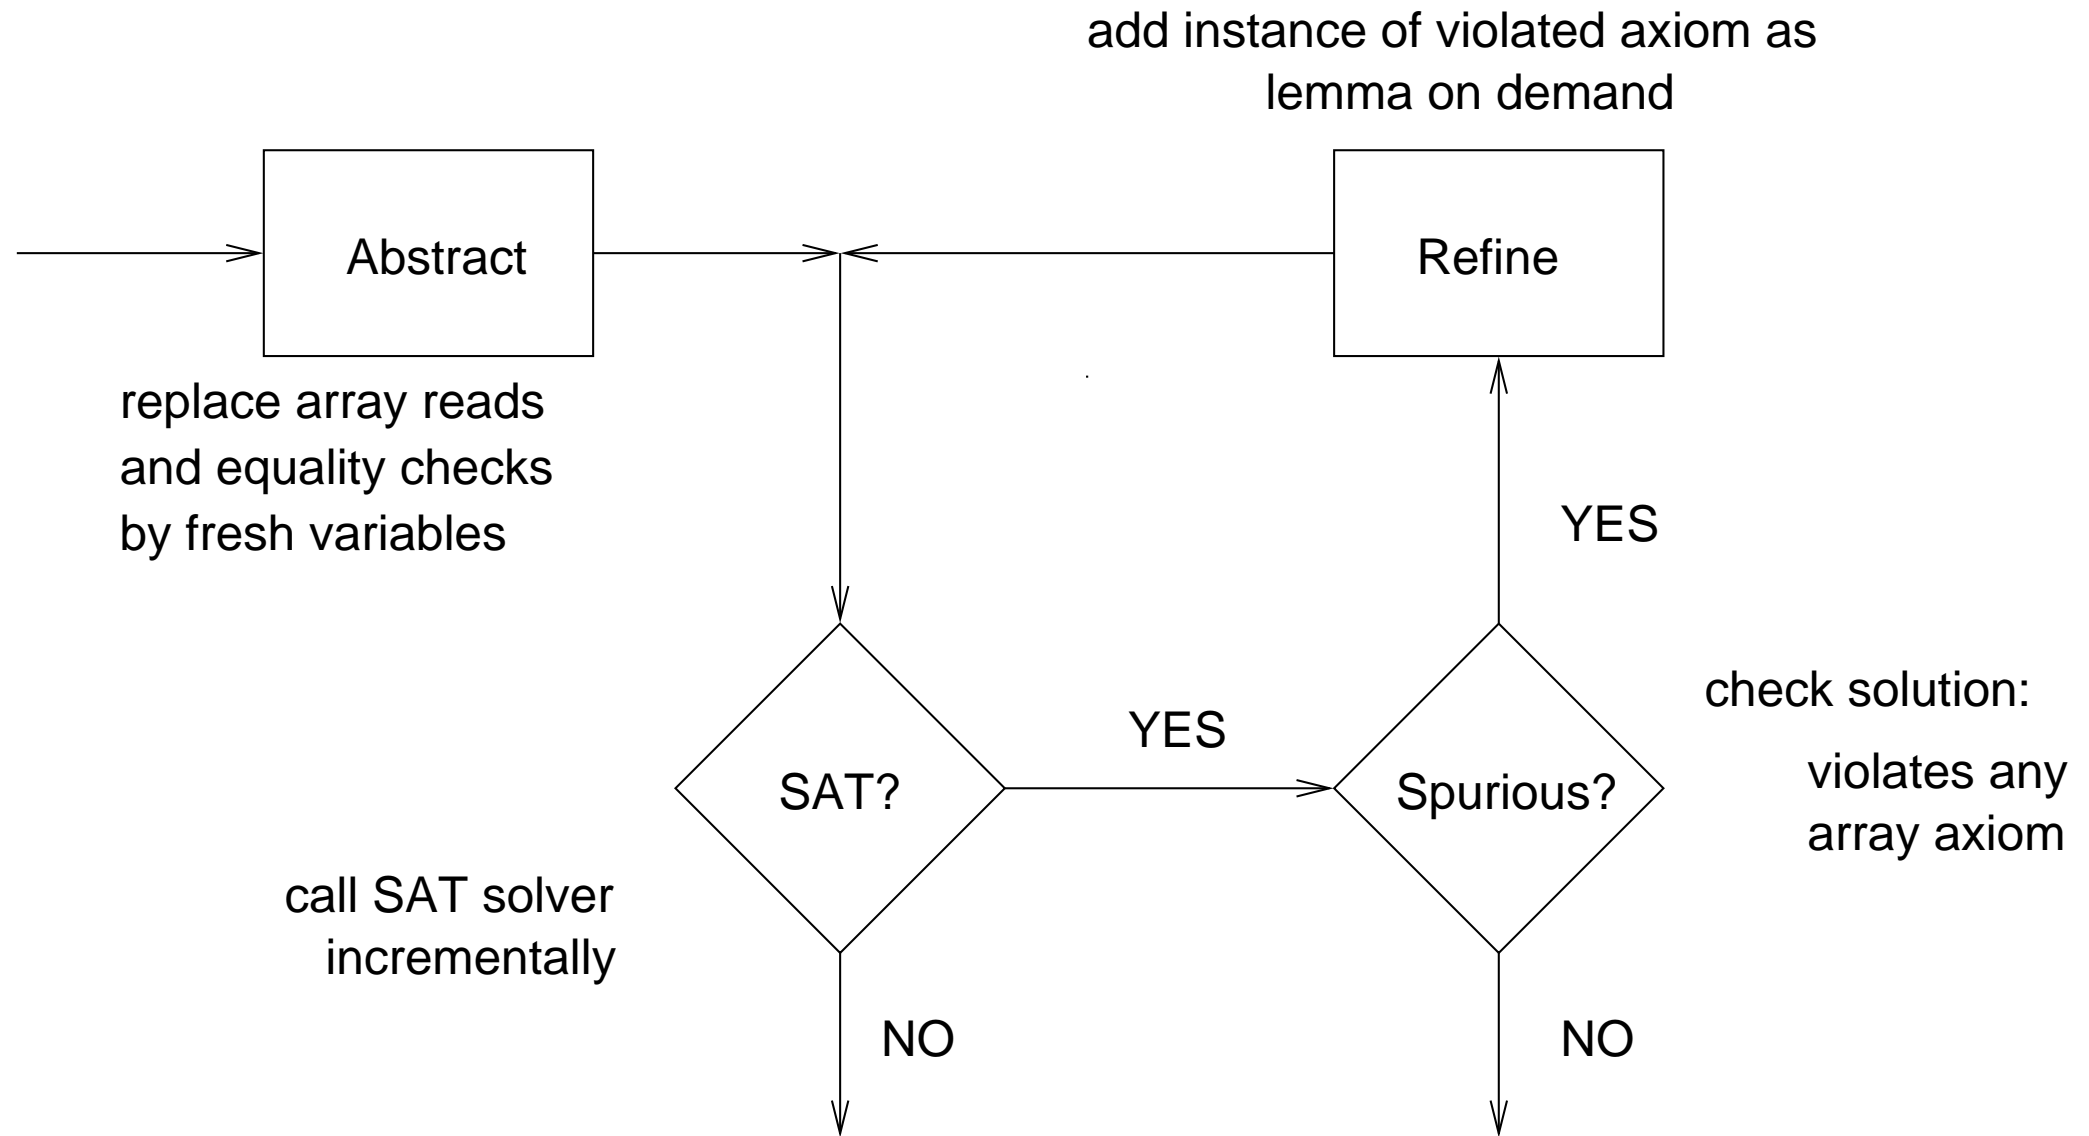 add instance of violated axiom as
lemma on demand
Abstract
Refine
replace array reads
and equality checks
by fresh variables
YES
check solution:
violates any
array axiom
YES
SAT?
Spurious?
call SAT solver
incrementally
NO
NO